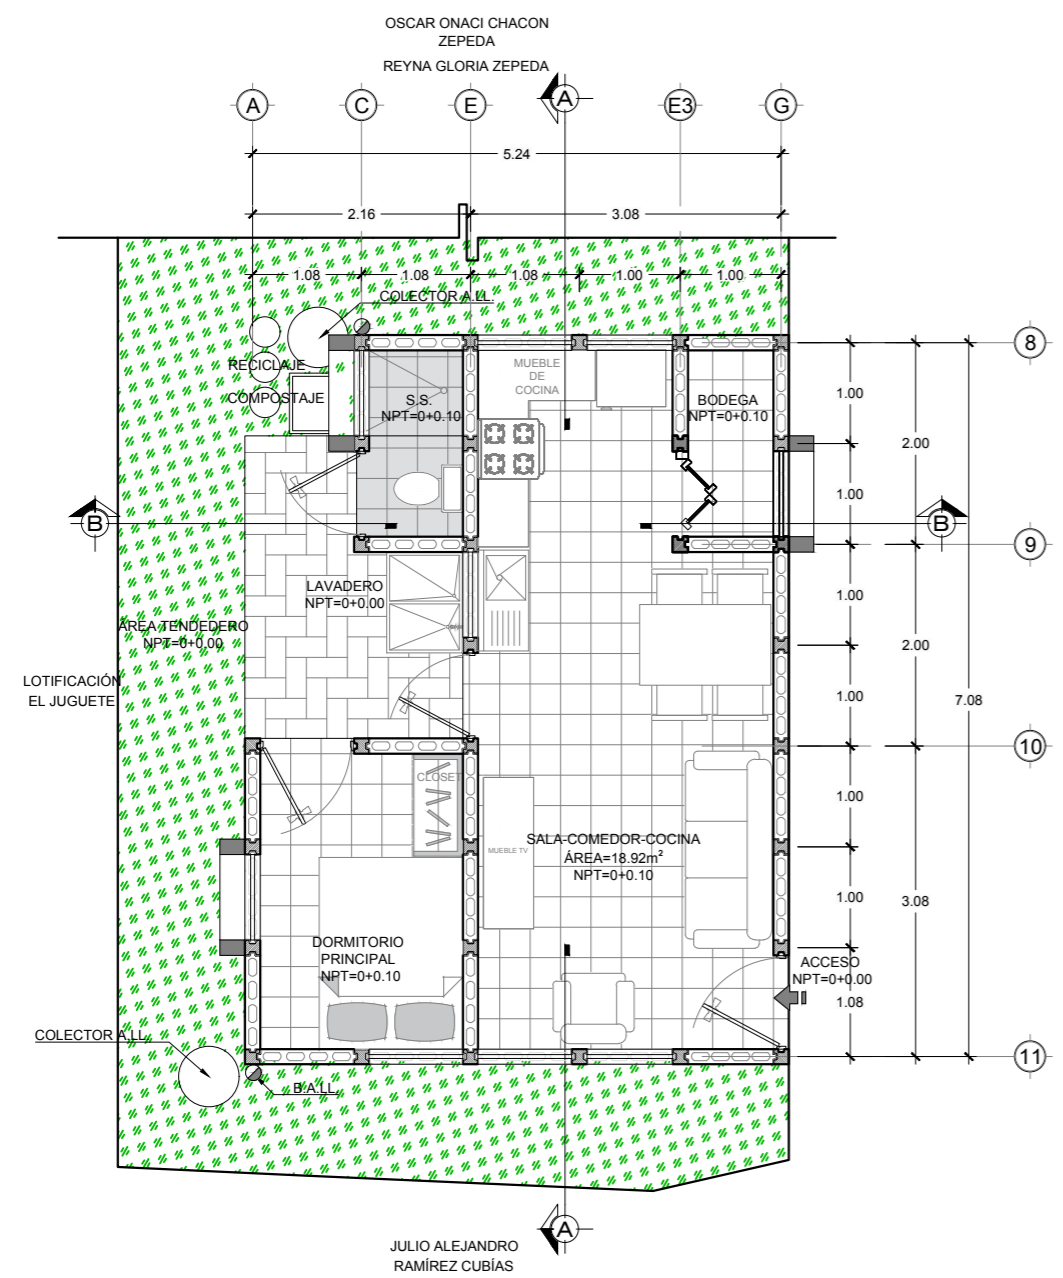 OSCAR ONACI CHACON
ZEPEDA
REYNA GLORIA ZEPEDA
A
C
E
A
E3
G
5.24
2.16
3.08
1.08
1.08
1.08
1.00
1.00
COLECTOR A.LL.
8
RECICLAJE
COMPOSTAJE
S.S.
NPT=0+0.10
MUEBLE
DE
COCINA
BODEGA
NPT=0+0.10
1.00
2.00
1.00
B
B
9
LAVADERO
NPT=0+0.00
1.00
ÁREA TENDEDERO
NPT=0+0.00
2.00
LOTIFICACIÓN
EL JUGUETE
1.00
7.08
10
CLOSET
1.00
MUEBLE TV
SALA-COMEDOR-COCINA
ÁREA=18.92m²
NPT=0+0.10
1.00
3.08
DORMITORIO
PRINCIPAL
NPT=0+0.10
ACCESO
NPT=0+0.00
1.08
COLECTOR A.LL.
11
B.A.LL.
A
JULIO ALEJANDRO
RAMÍREZ CUBÍAS